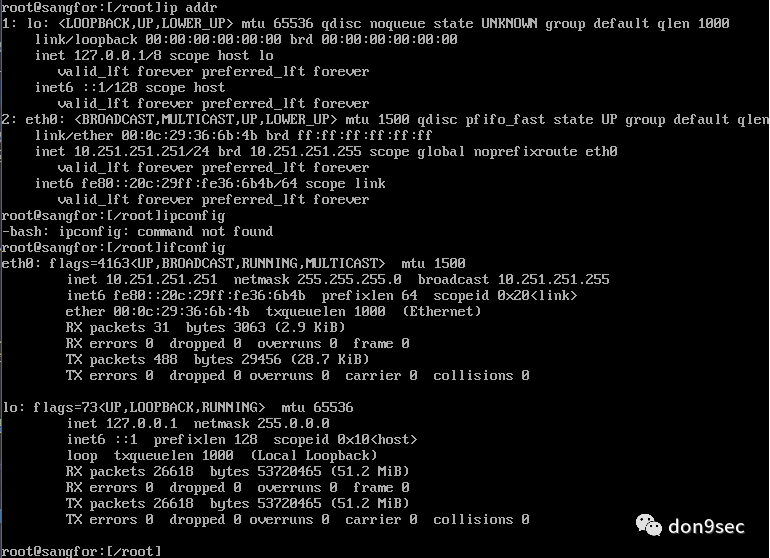 root@sangfor:[/root]ip addr
1: lo: <LOOPBACK,UP,LOWER_UP> mtu 65536 qdisc noqueue state UNKNOWN group default qlen 1000
    link/loopback 00:00:00:00:00:00 brd 00:00:00:00:00:00
    inet 127.0.0.1/8 scope host lo
       valid_lft forever preferred_lft forever
    inet6 ::1/128 scope host
       valid_lft forever preferred_lft forever
2: eth0: <BROADCAST,MULTICAST,UP,LOWER_UP> mtu 1500 qdisc pfifo_fast state UP group default qlen
    link/ether 00:0c:29:36:6b:4b brd ff:ff:ff:ff:ff:ff
    inet 10.251.251.251/24 brd 10.251.251.255 scope global noprefixroute eth0
       valid_lft forever preferred_lft forever
    inet6 fe80::20c:29ff:fe36:6b4b/64 scope link
       valid_lft forever preferred_lft forever
root@sangfor:[/root]ipconfig
-bash: ipconfig: command not found
root@sangfor:[/root]ifconfig
eth0: flags=4163<UP,BROADCAST,RUNNING,MULTICAST>  mtu 1500
        inet 10.251.251.251  netmask 255.255.255.0  broadcast 10.251.251.255
        inet6 fe80::20c:29ff:fe36:6b4b  prefixlen 64  scopeid 0x20<link>
        ether 00:0c:29:36:6b:4b  txqueuelen 1000  (Ethernet)
        RX packets 31  bytes 3063 (2.9 KiB)
        RX errors 0  dropped 0  overruns 0  frame 0
        TX packets 488  bytes 29456 (28.7 KiB)
        TX errors 0  dropped 0 overruns 0  carrier 0  collisions 0
lo: flags=73<UP,LOOPBACK,RUNNING>  mtu 65536
        inet 127.0.0.1  netmask 255.0.0.0
        inet6 ::1  prefixlen 128  scopeid 0x10<host>
        loop  txqueuelen 1000  (Local Loopback)
        RX packets 26618  bytes 53720465 (51.2 MiB)
        RX errors 0  dropped 0  overruns 0  frame 0
        TX packets 26618  bytes 53720465 (51.2 MiB)
        TX errors 0  dropped 0 overruns 0  carrier 0  collisions 0
don9sec
root@sangfor:[/root]